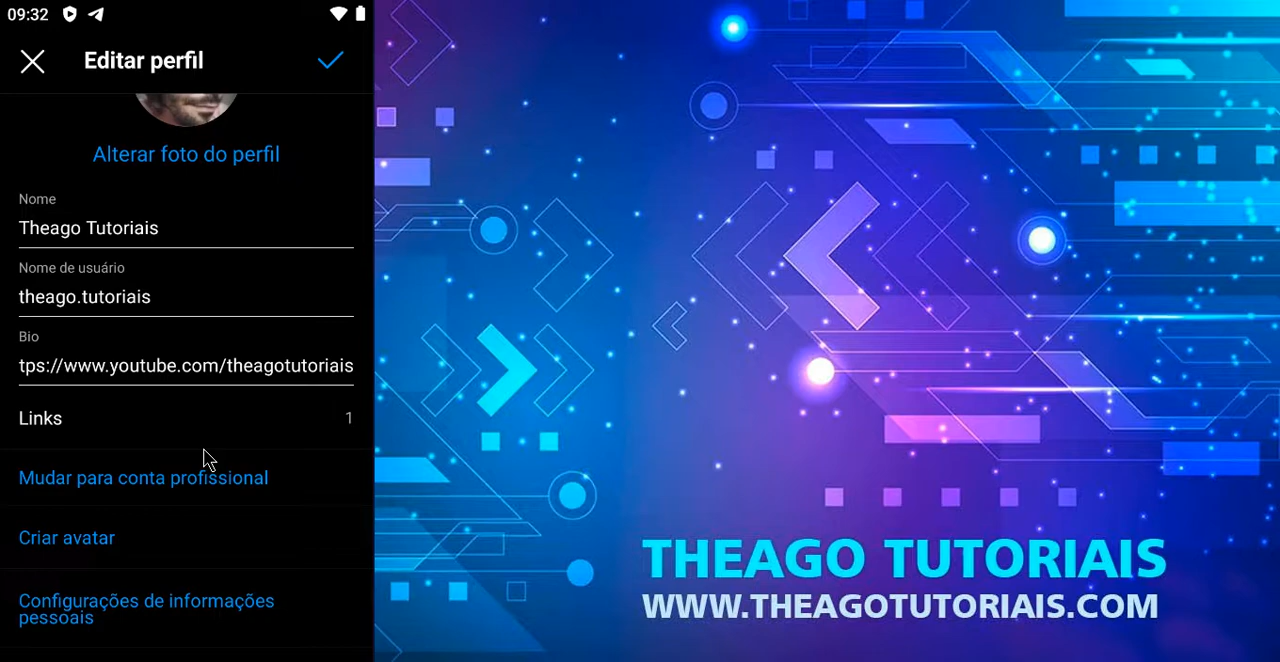 09:32
Editar perfil
Alterar foto do perfil
Nome
Theago Tutoriais
Nome de usuário
theago.tutoriais
Bio
tps://www.youtube.com/theagotutoriais
Links 1
Mudar para conta profissional
Criar avatar
Configurações de informações
pessoais
THEAGO TUTORIAIS
WWW.THEAGOTUTORIAIS.COM